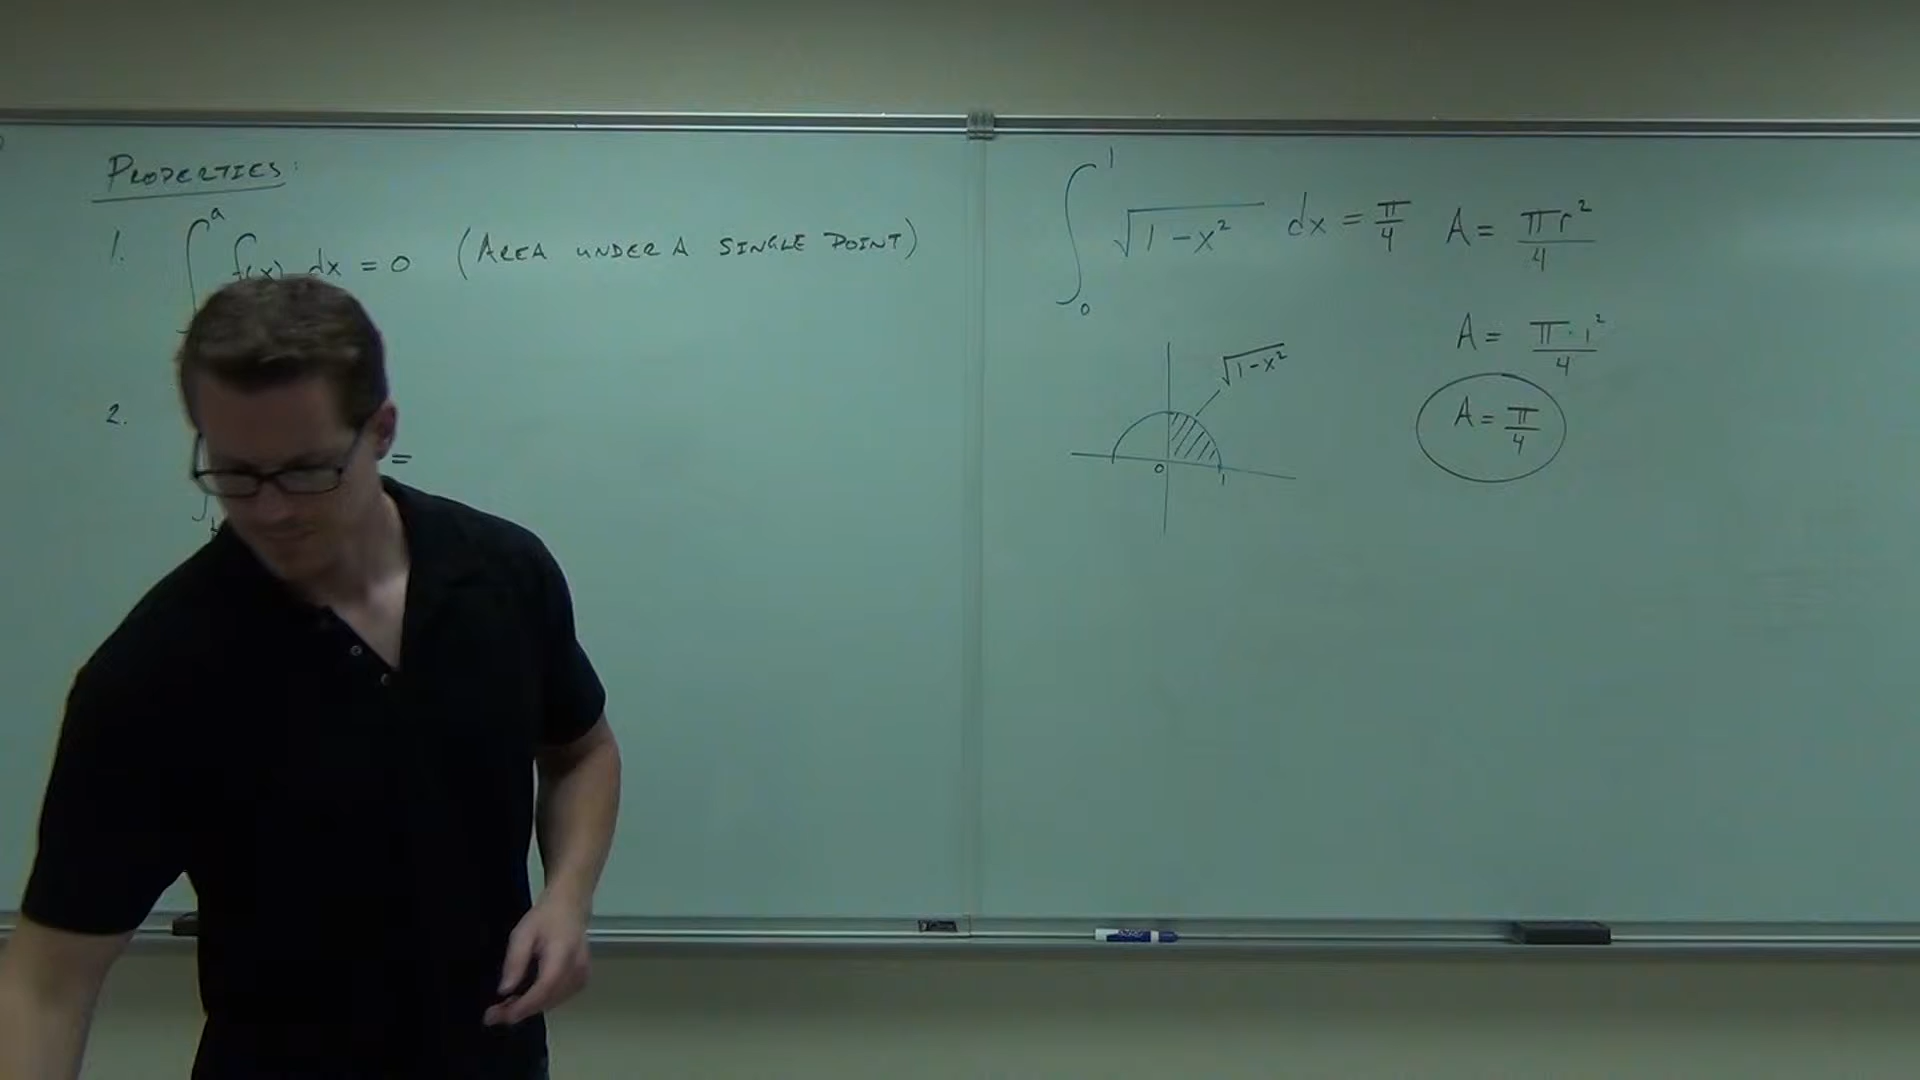 PROPERTIES:
1. ∫ᵃ f(x) dx = 0 (AREA UNDER A SINGLE POINT)
2. ∫ =
∫₀¹ √(1-x²) dx = π/4
A = πr²/4
A = π·1²/4
A = π/4
√(1-x²)
0 1